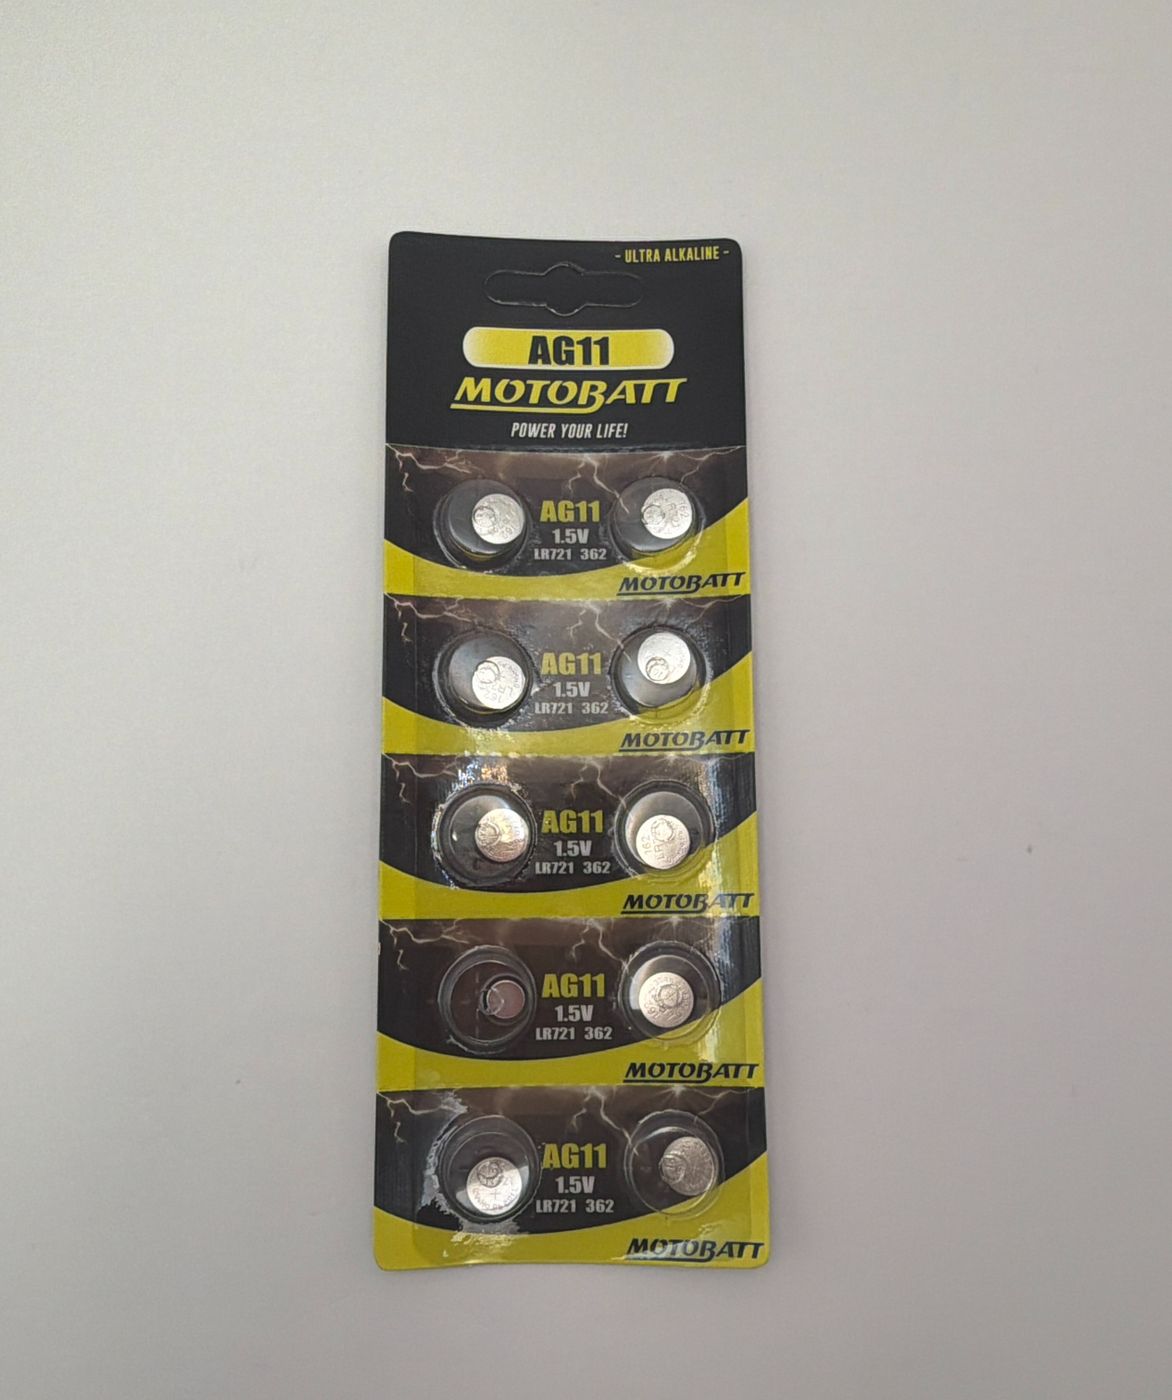 - ULTRA ALKALINE -
AG11
MOTOBATT
POWER YOUR LIFE!
AG11
1.5V
LR721 362
MOTOBATT
AG11
1.5V
LR721 362
MOTOBATT
AG11
1.5V
LR721 362
MOTOBATT
AG11
1.5V
LR721 362
MOTOBATT
AG11
1.5V
LR721 362
MOTOBATT